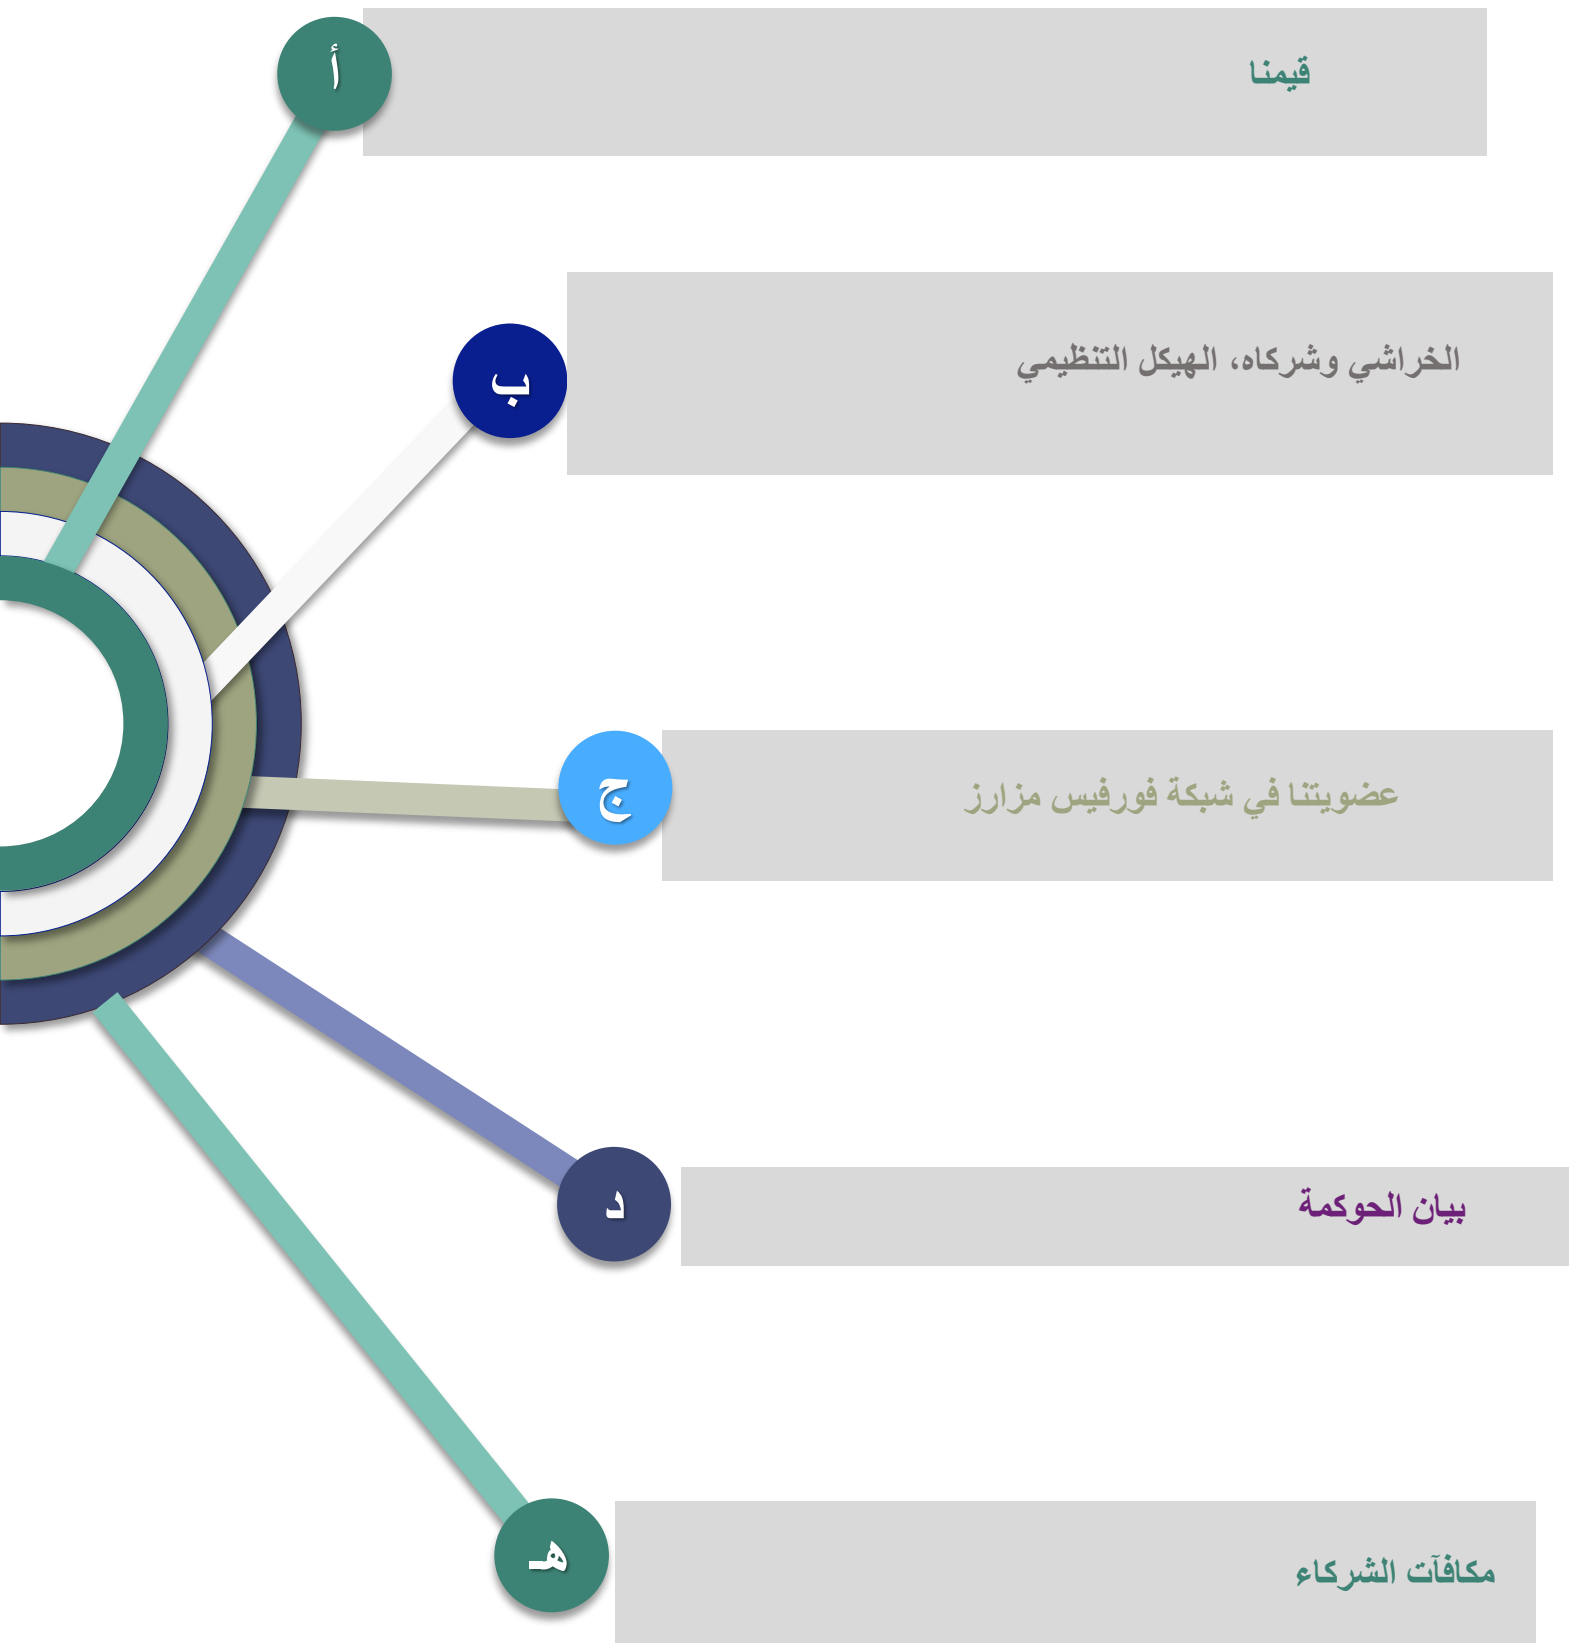 أ
قيمنا
ب
الخراشي وشركاه، الهيكل التنظيمي
ج
عضويتنا في شبكة فورفيس مزارز
د
بيان الحوكمة
هـ
مكافآت الشركاء